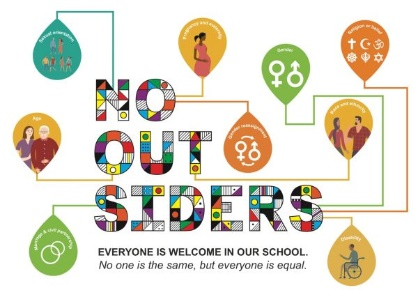 Sexual orientation
Pregnancy and maternity
Gender
Religion or belief
NO
OUT
SIDERS
Age
Gender reassignment
Race and ethnicity
Marriage & civil partnership
Disability
EVERYONE IS WELCOME IN OUR SCHOOL.
No one is the same, but everyone is equal.